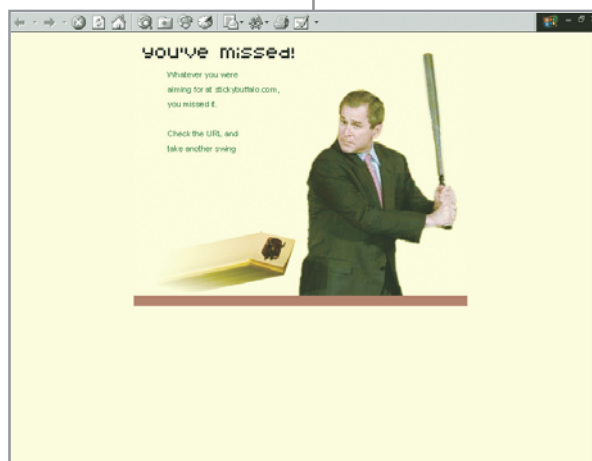 you've missed!
Whatever you were
aiming for at stickybuffalo.com,
you missed it.
Check the URL and
take another swing